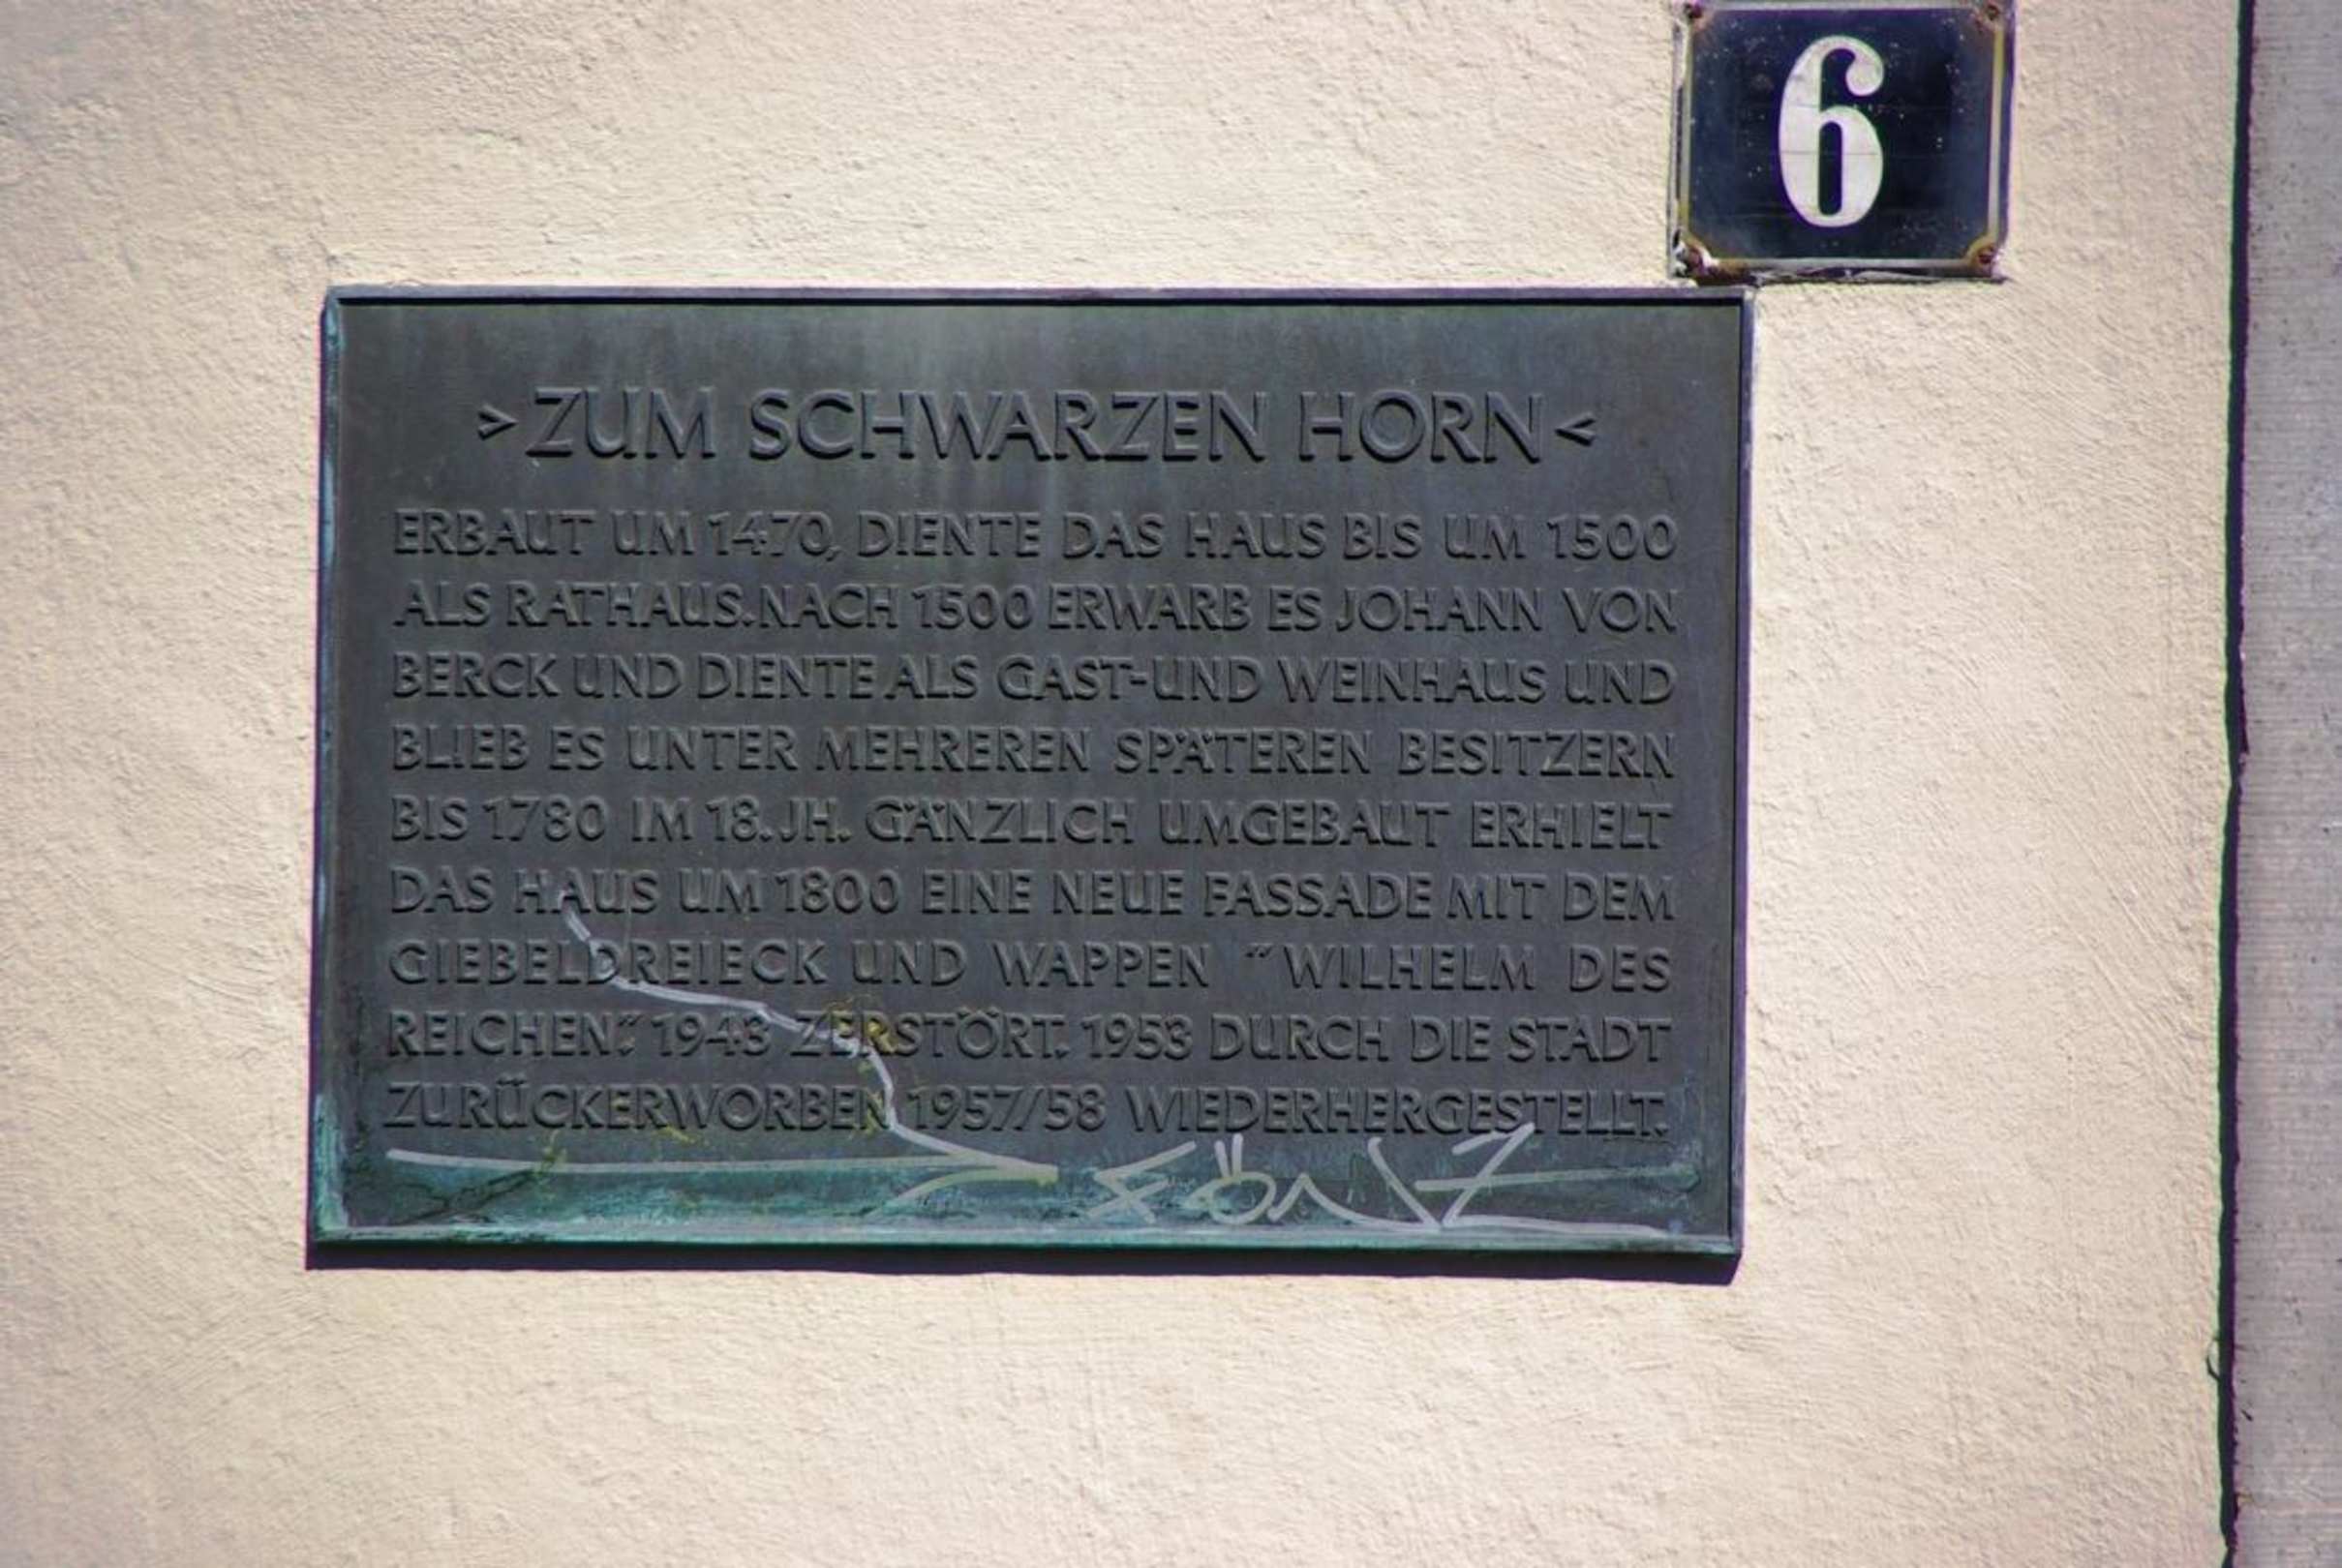 6
>ZUM SCHWARZEN HORN<
ERBAUT UM 1470, DIENTE DAS HAUS BIS UM 1500
ALS RATHAUS. NACH 1500 ERWARB ES JOHANN VON
BERCK UND DIENTE ALS GAST-UND WEINHAUS UND
BLIEB ES UNTER MEHREREN SPÄTEREN BESITZERN
BIS 1780 IM 18. JH. GÄNZLICH UMGEBAUT ERHIELT
DAS HAUS UM 1800 EINE NEUE FASSADE MIT DEM
GIEBELDREIECK UND WAPPEN "WILHELM DES
REICHEN." 1943 ZERSTÖRT. 1953 DURCH DIE STADT
ZURÜCKERWORBEN 1957/58 WIEDERHERGESTELLT.